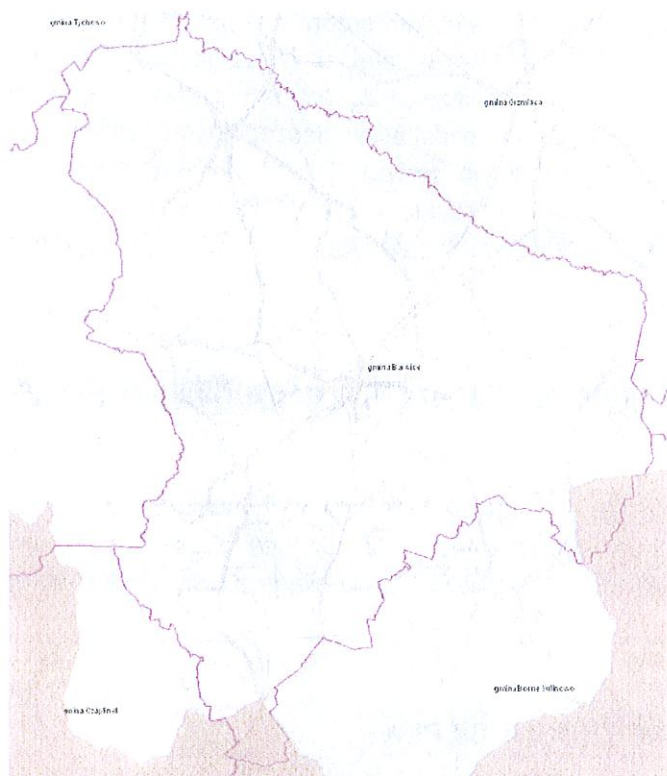 gmina Tychowo
gmina Grzmiąca
gmina Barwice
gmina Borne Sulinowo
gmina Czaplinek